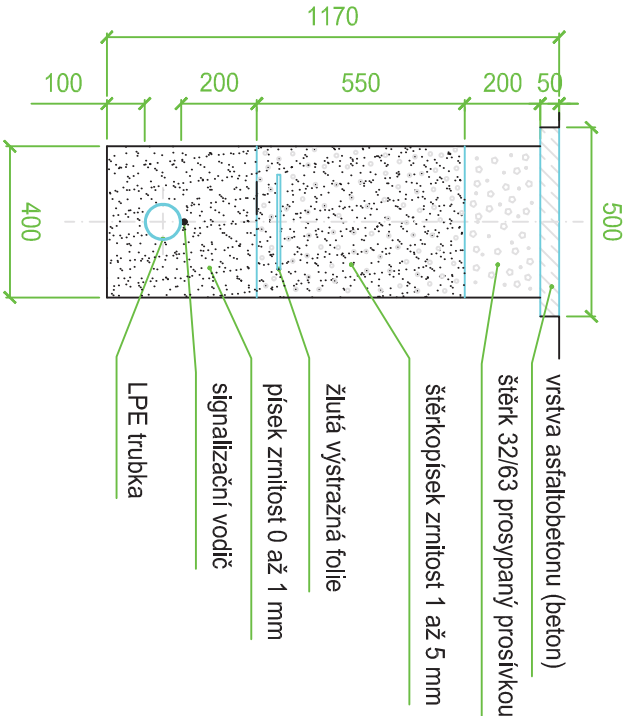 1170
100
200
550
200
50
400
500
vrstva asfaltobetonu (beton)
štěrk 32/63 prosypaný prosívkou
štěrkopísek zrnitost 1 až 5 mm
žlutá výstražná folie
písek zrnitost 0 až 1 mm
signalizační vodič
LPE trubka